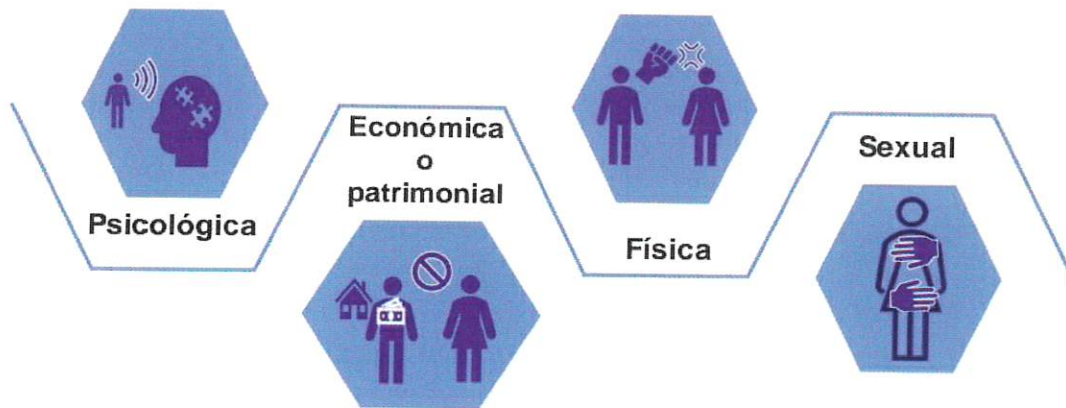 Psicológica
Económica
o
patrimonial
Física
Sexual